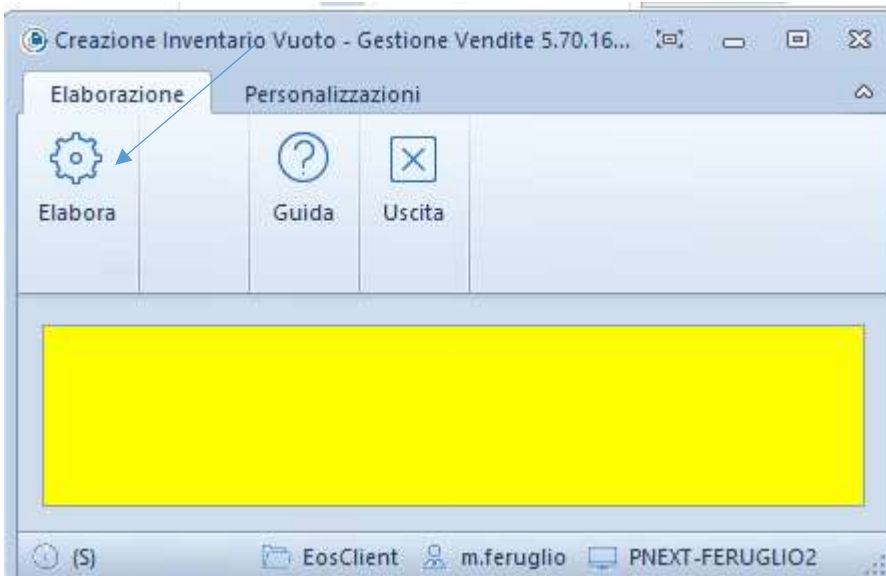 Creazione Inventario Vuoto - Gestione Vendite 5.70.16...
Elaborazione Personalizzazioni
Elabora Guida Uscita
(S) EosClient m.feruglio PNEXT-FERUGLIO2